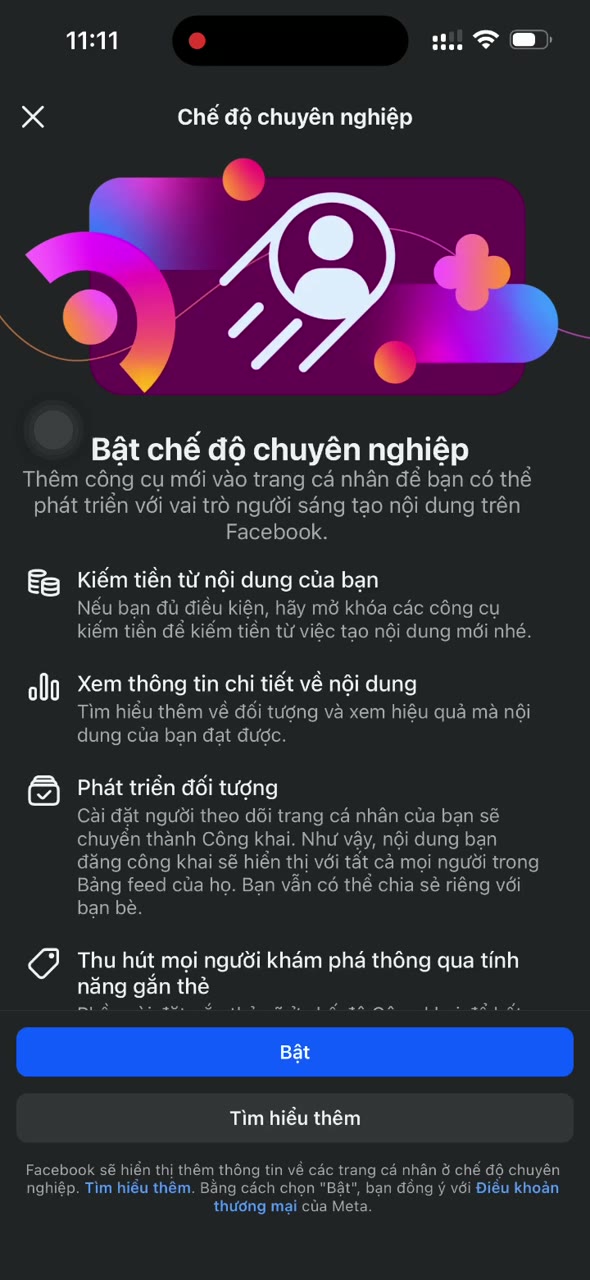 11:11
Chế độ chuyên nghiệp
Bật chế độ chuyên nghiệp
Thêm công cụ mới vào trang cá nhân để bạn có thể
phát triển với vai trò người sáng tạo nội dung trên
Facebook.
Kiếm tiền từ nội dung của bạn
Nếu bạn đủ điều kiện, hãy mở khóa các công cụ
kiếm tiền để kiếm tiền từ việc tạo nội dung mới nhé.
Xem thông tin chi tiết về nội dung
Tìm hiểu thêm về đối tượng và xem hiệu quả mà nội
dung của bạn đạt được.
Phát triển đối tượng
Cài đặt người theo dõi trang cá nhân của bạn sẽ
chuyển thành Công khai. Như vậy, nội dung bạn
đăng công khai sẽ hiển thị với tất cả mọi người trong
Bảng feed của họ. Bạn vẫn có thể chia sẻ riêng với
bạn bè.
Thu hút mọi người khám phá thông qua tính
năng gắn thẻ
Bật
Tìm hiểu thêm
Facebook sẽ hiển thị thêm thông tin về các trang cá nhân ở chế độ chuyên
nghiệp. Tìm hiểu thêm. Bằng cách chọn "Bật", bạn đồng ý với Điều khoản
thương mại của Meta.